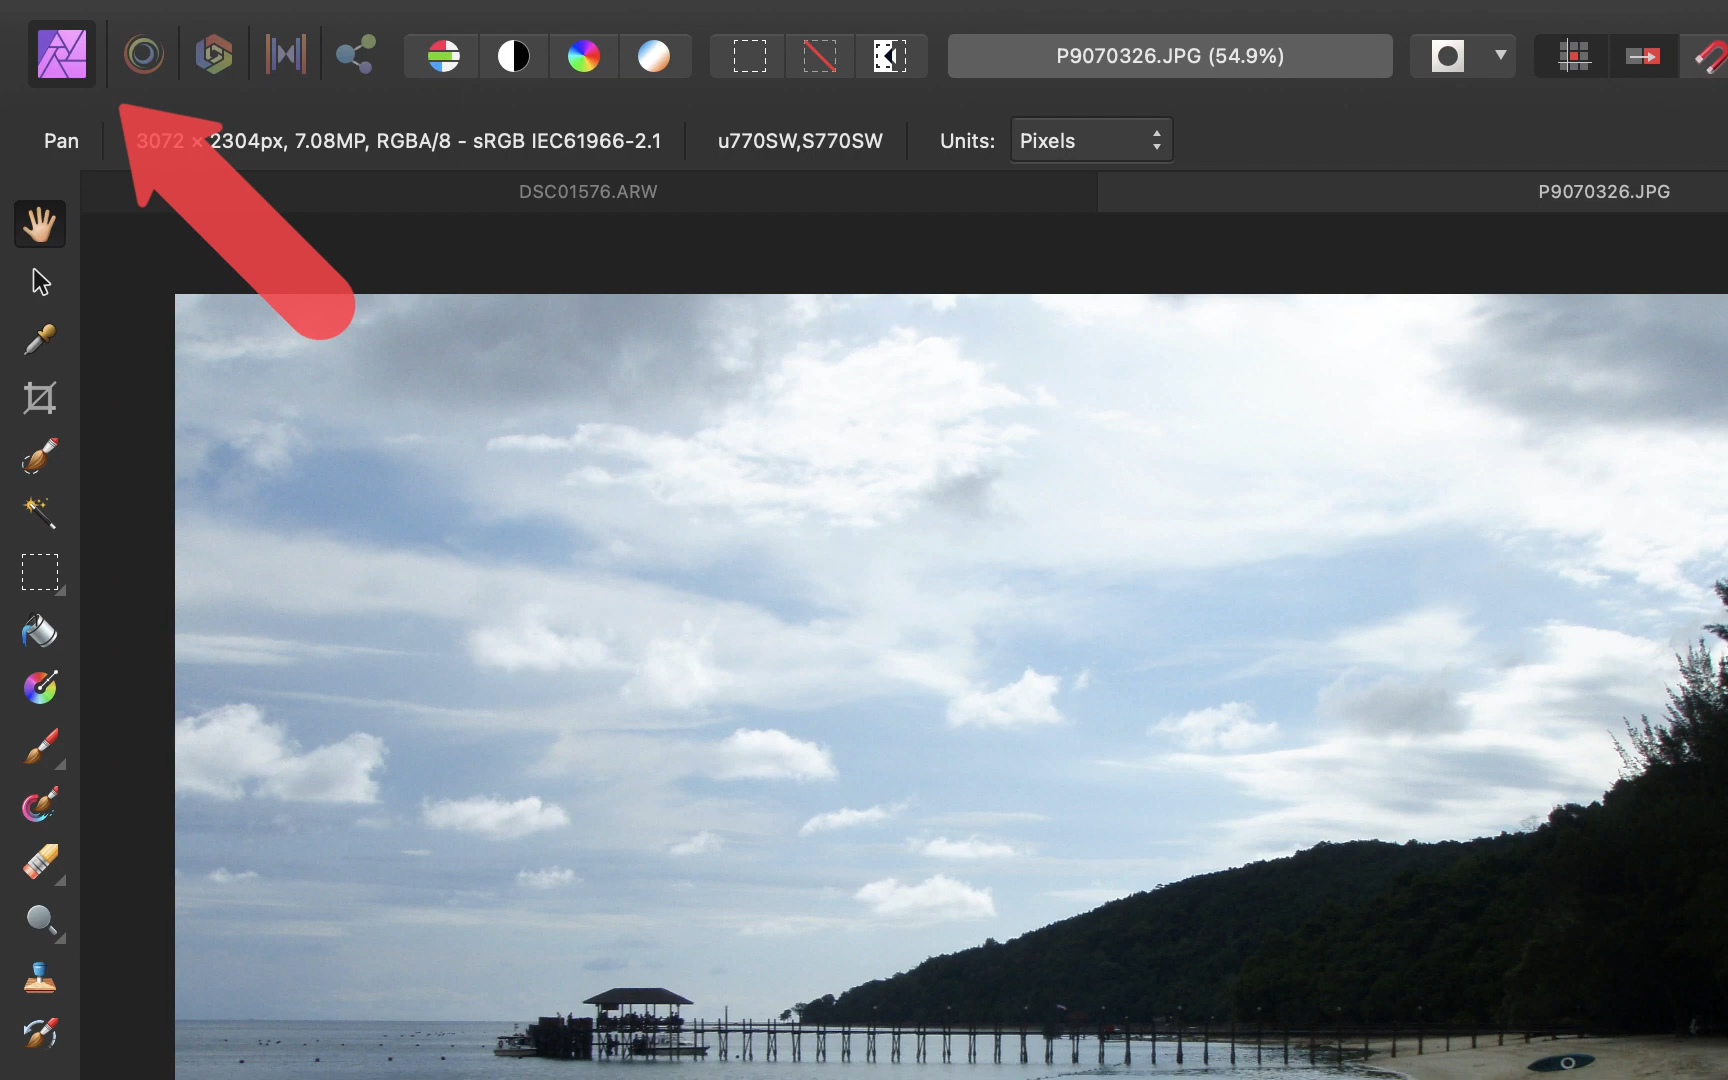 P9070326.JPG (54.9%)
Pan
3072 × 2304px, 7.08MP, RGBA/8 - sRGB IEC61966-2.1
u770SW,S770SW
Units:
Pixels
DSC01576.ARW
P9070326.JPG